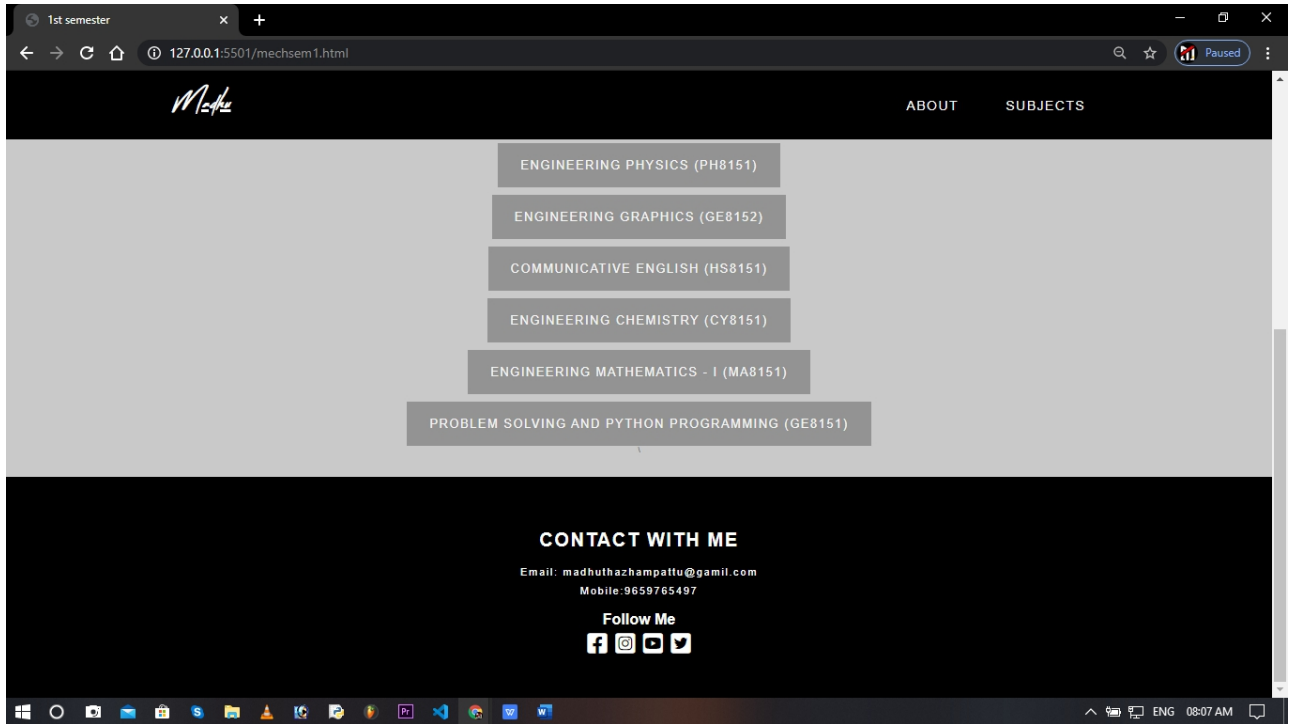 1st semester
127.0.0.1:5501/mechsem1.html
Paused
Madhu
ABOUT
SUBJECTS
ENGINEERING PHYSICS (PH8151)
ENGINEERING GRAPHICS (GE8152)
COMMUNICATIVE ENGLISH (HS8151)
ENGINEERING CHEMISTRY (CY8151)
ENGINEERING MATHEMATICS - I (MA8151)
PROBLEM SOLVING AND PYTHON PROGRAMMING (GE8151)
CONTACT WITH ME
Email: madhuthazhampattu@gamil.com
Mobile:9659765497
Follow Me
ENG 08:07 AM